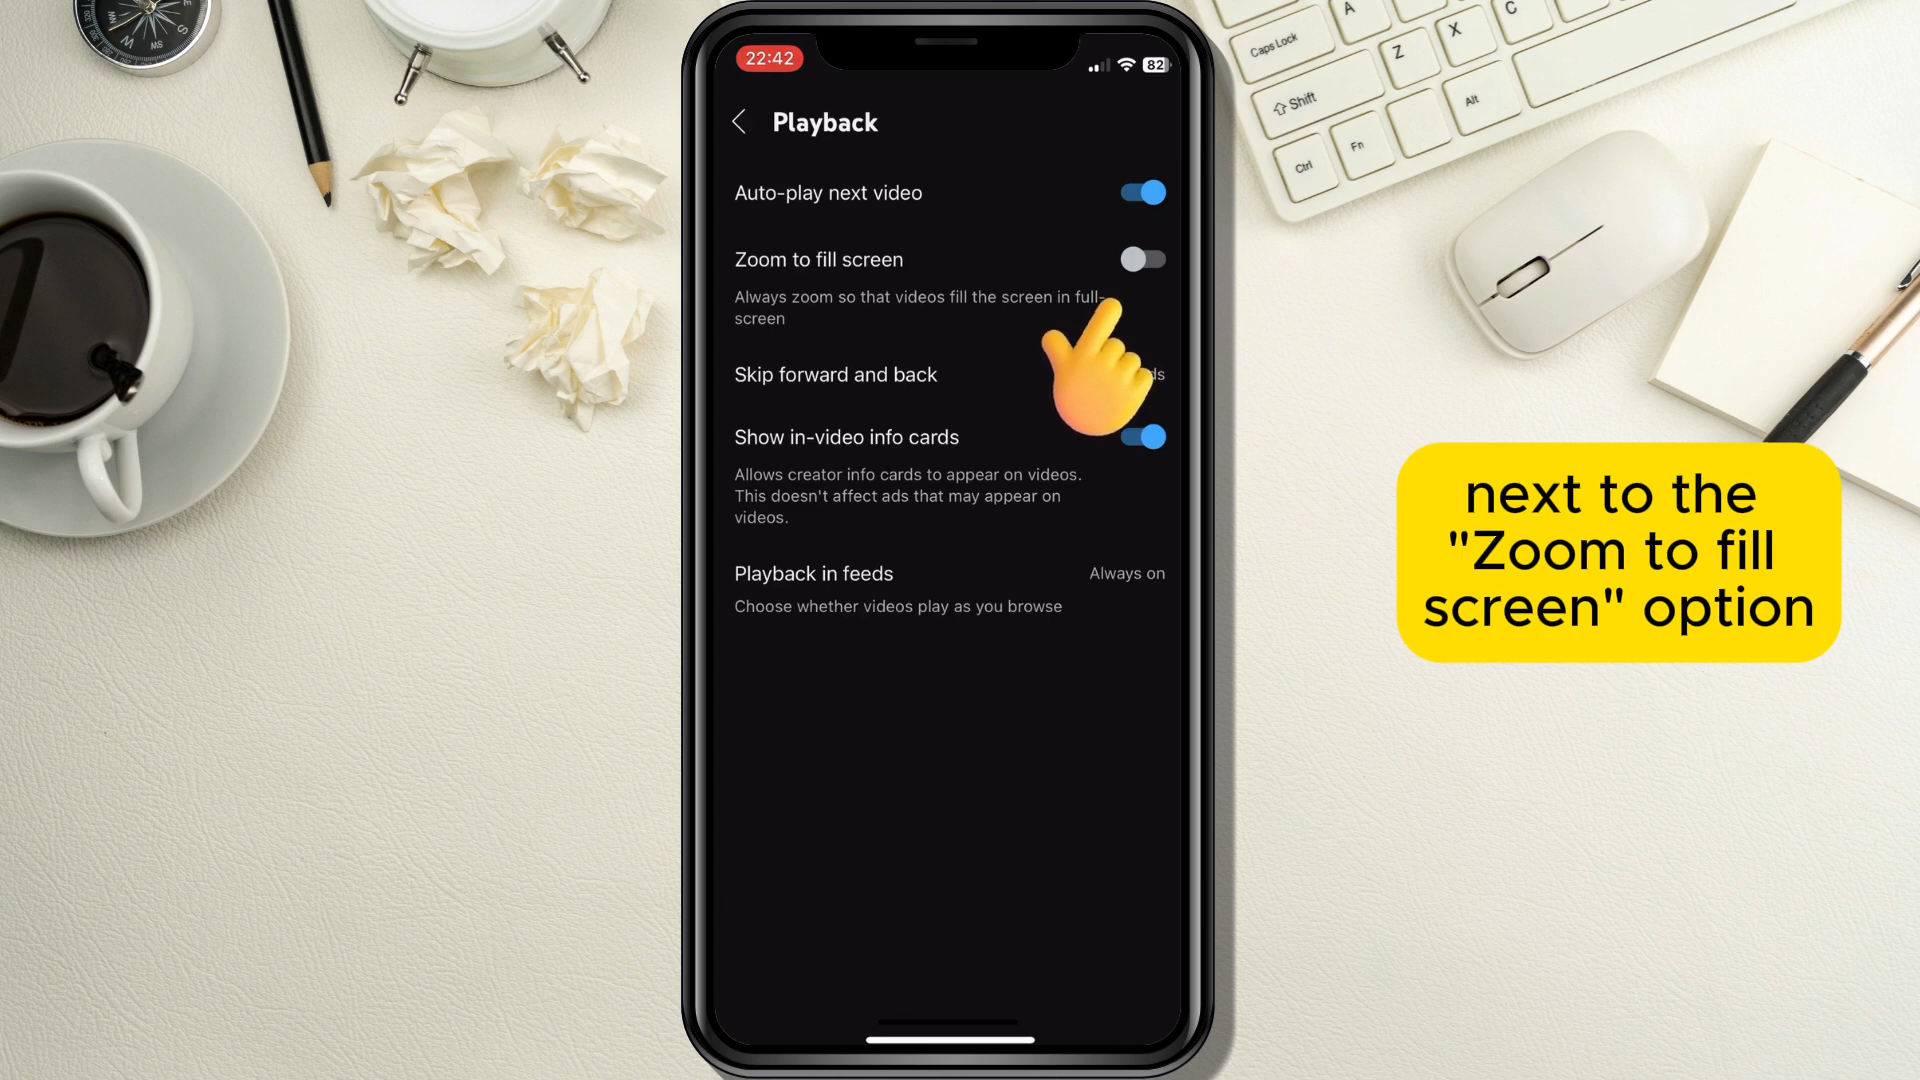 22:42
82
Playback
Auto-play next video
Zoom to fill screen
Always zoom so that videos fill the screen in full-
screen
Skip forward and back
Show in-video info cards
Allows creator info cards to appear on videos.
This doesn't affect ads that may appear on
videos.
Playback in feeds
Always on
Choose whether videos play as you browse
next to the
"Zoom to fill
screen" option
Caps Lock
A
Z
X
C
Shift
Alt
Ctrl
Fn
W
SW
S
NW